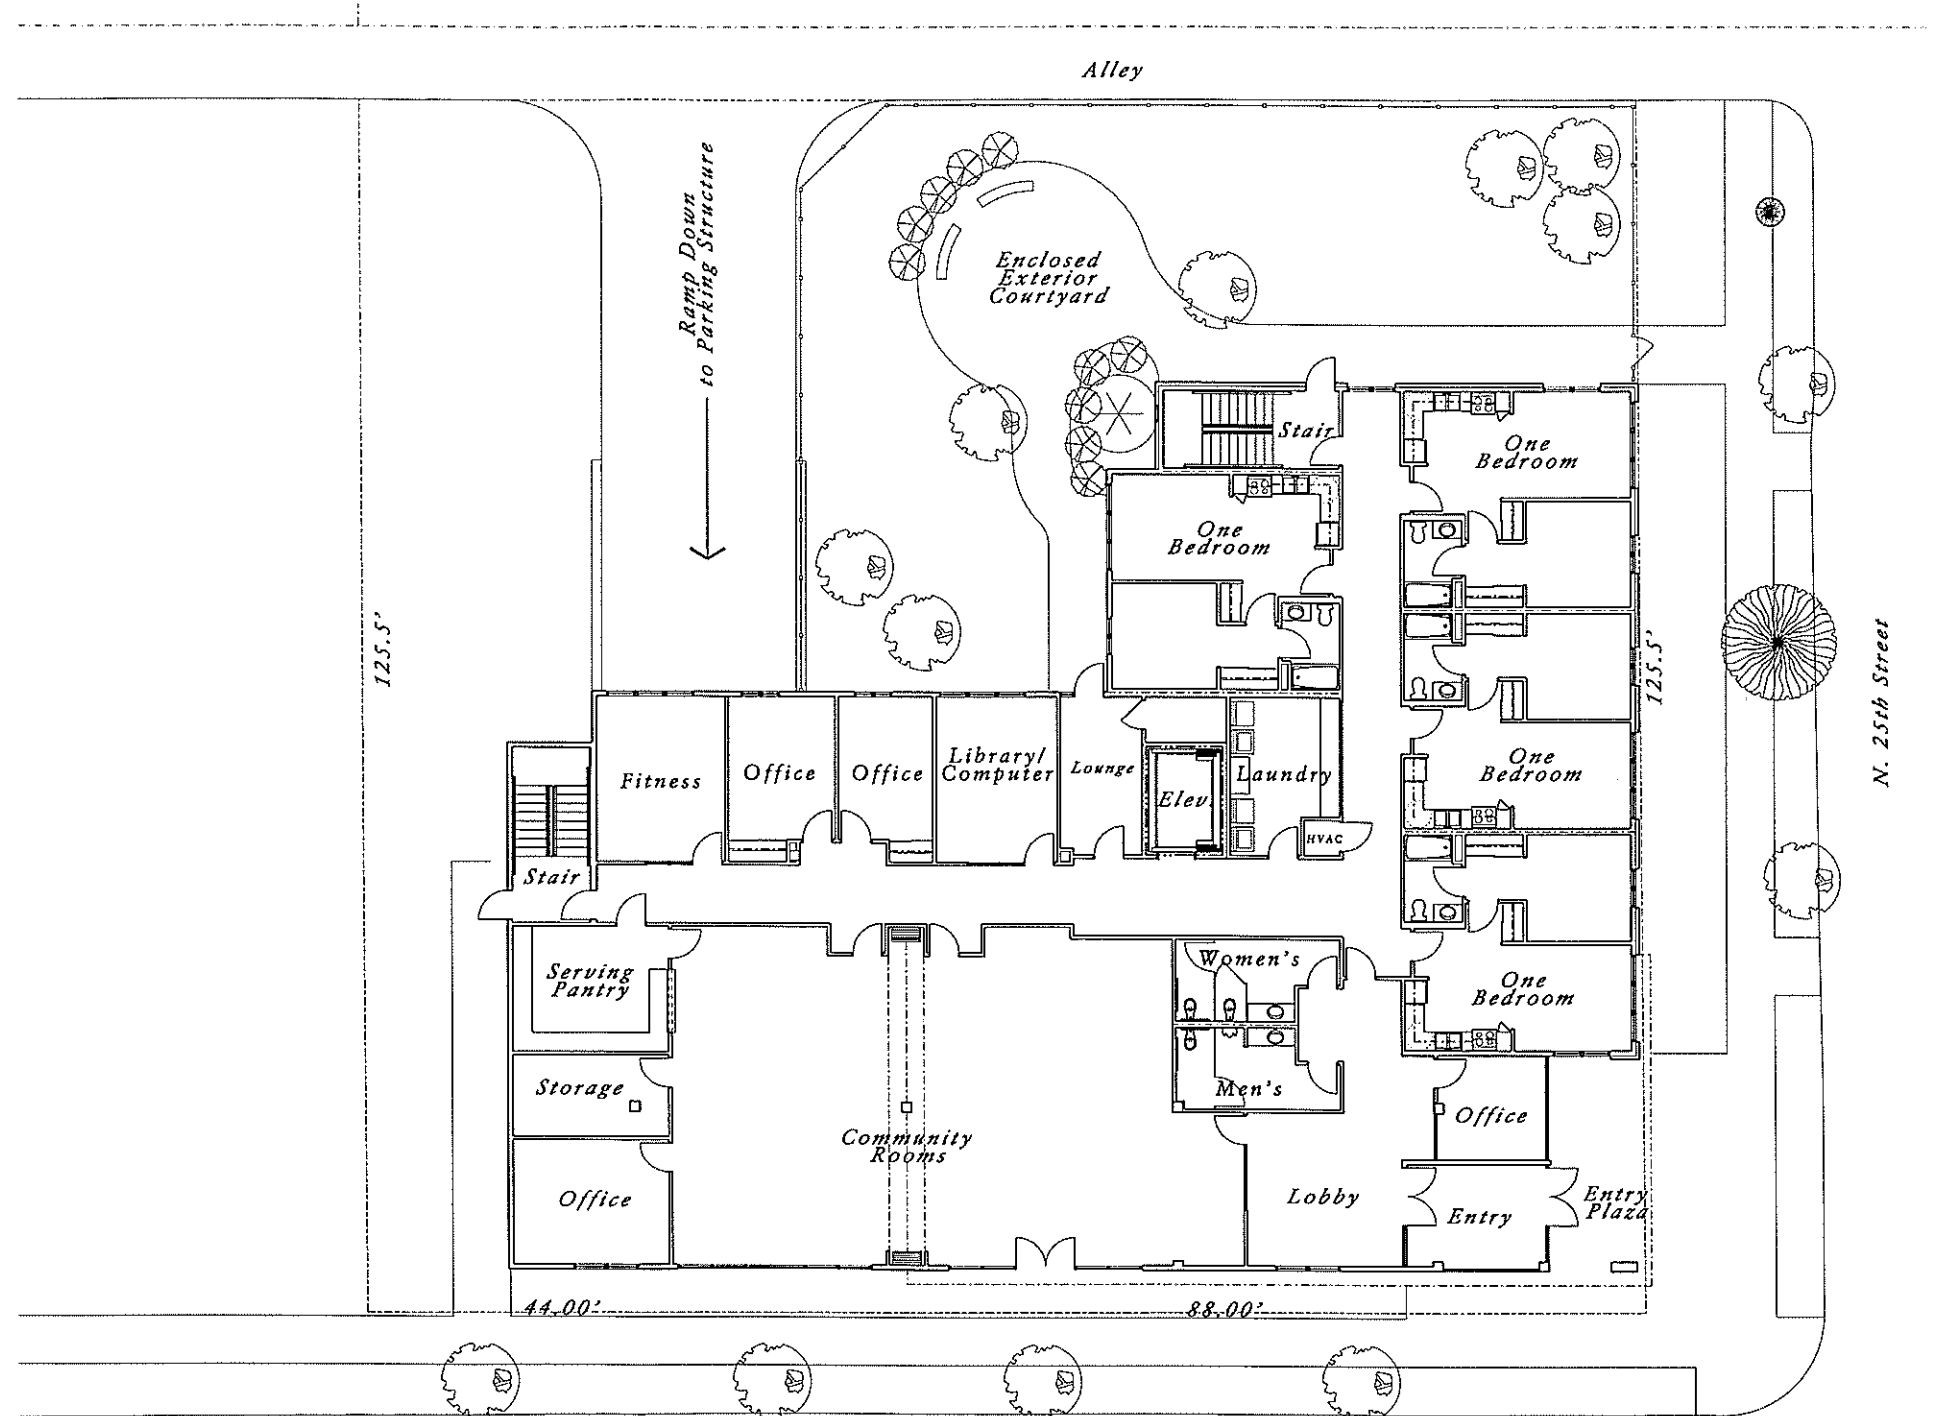 Alley
Ramp Down
to Parking Structure
Enclosed
Exterior
Courtyard
Stair
One
Bedroom
One
Bedroom
125.5'
125.5'
N. 25th Street
Fitness
Office
Office
Library/
Computer
Lounge
Elev.
Laundry
HVAC
One
Bedroom
Stair
Serving
Pantry
Women's
One
Bedroom
Storage
Men's
Office
Community
Rooms
Office
Lobby
Entry
Entry
Plaza
44.00'
88.00'